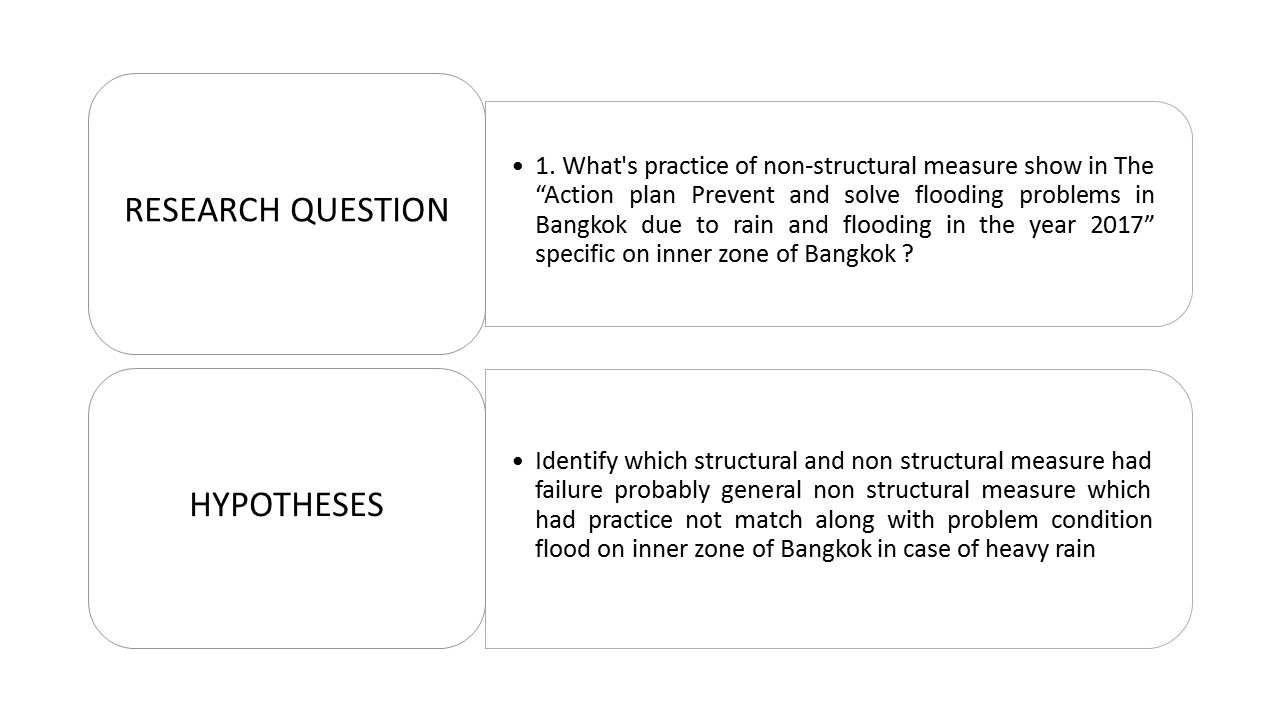 RESEARCH QUESTION
• 1. What's practice of non-structural measure show in The
“Action plan Prevent and solve flooding problems in
Bangkok due to rain and flooding in the year 2017”
specific on inner zone of Bangkok ?
HYPOTHESES
• Identify which structural and non structural measure had
failure probably general non structural measure which
had practice not match along with problem condition
flood on inner zone of Bangkok in case of heavy rain